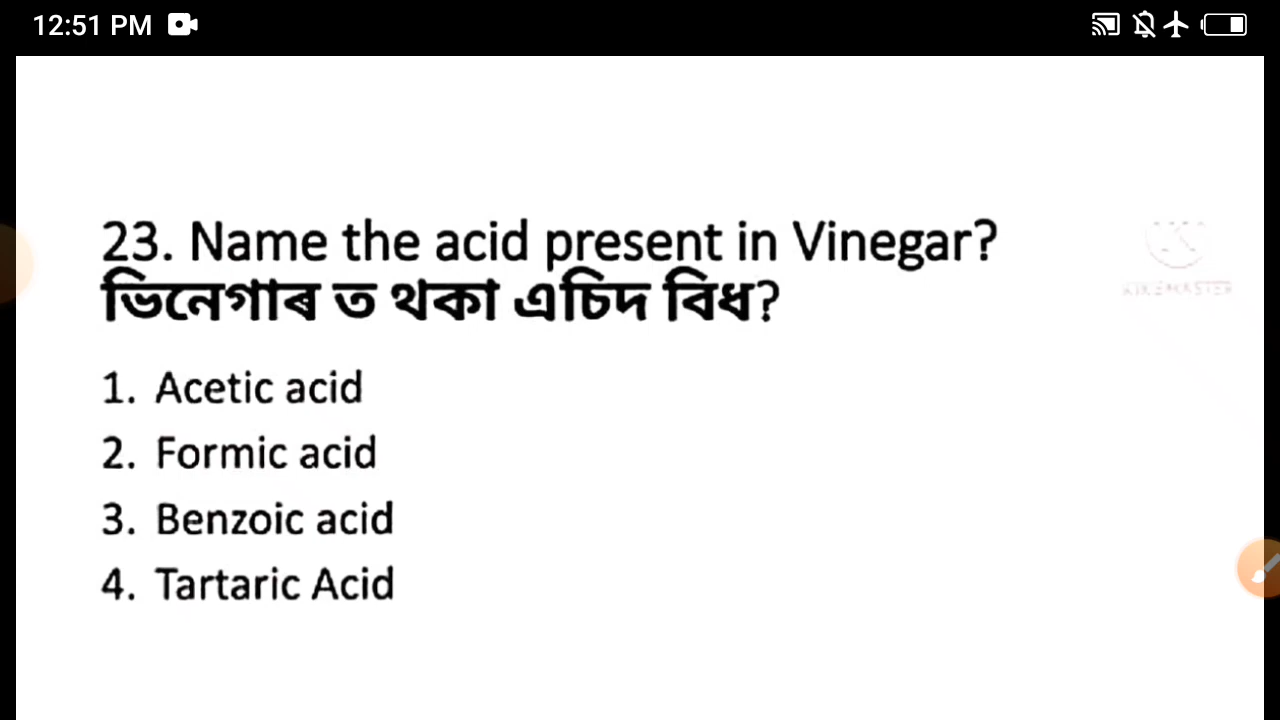 12:51 PM
23. Name the acid present in Vinegar?
ভিনেগাৰ ত থকা এচিদ বিধ?
1. Acetic acid
2. Formic acid
3. Benzoic acid
4. Tartaric Acid
KINEMASTER